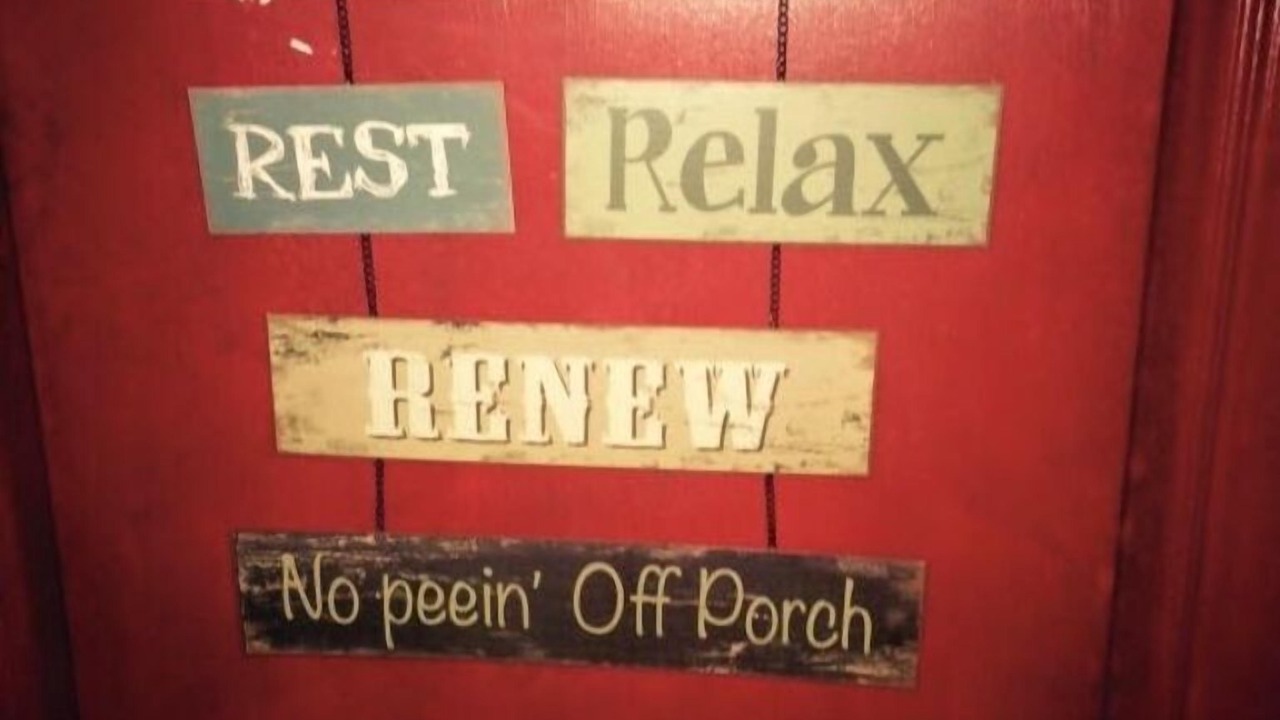 REST Relax
RENEW
No peein' Off Porch